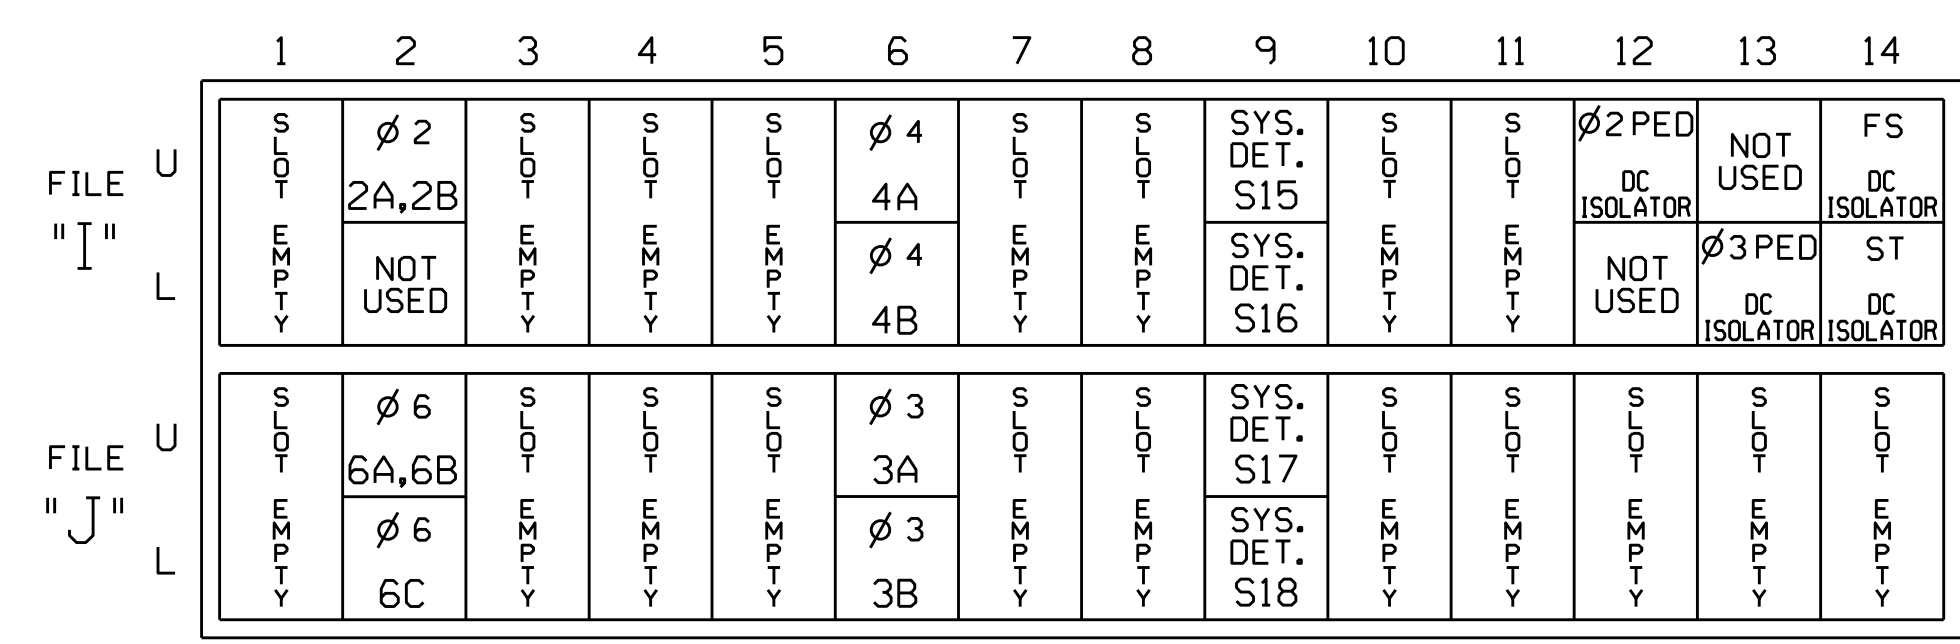 1 2 3 4 5 6 7 8 9 10 11 12 13 14
FILE "I"
U
L
SLOT EMPTY
Ø 2
2A,2B
NOT
USED
SLOT EMPTY
SLOT EMPTY
SLOT EMPTY
Ø 4
4A
Ø 4
4B
SLOT EMPTY
SLOT EMPTY
SYS.
DET.
S15
SYS.
DET.
S16
SLOT EMPTY
SLOT EMPTY
Ø2 PED
DC
ISOLATOR
NOT
USED
NOT
USED
Ø3 PED
DC
ISOLATOR
FS
DC
ISOLATOR
ST
DC
ISOLATOR
FILE "J"
U
L
SLOT EMPTY
Ø 6
6A,6B
Ø 6
6C
SLOT EMPTY
SLOT EMPTY
SLOT EMPTY
Ø 3
3A
Ø 3
3B
SLOT EMPTY
SLOT EMPTY
SYS.
DET.
S17
SYS.
DET.
S18
SLOT EMPTY
SLOT EMPTY
SLOT EMPTY
SLOT EMPTY
SLOT EMPTY